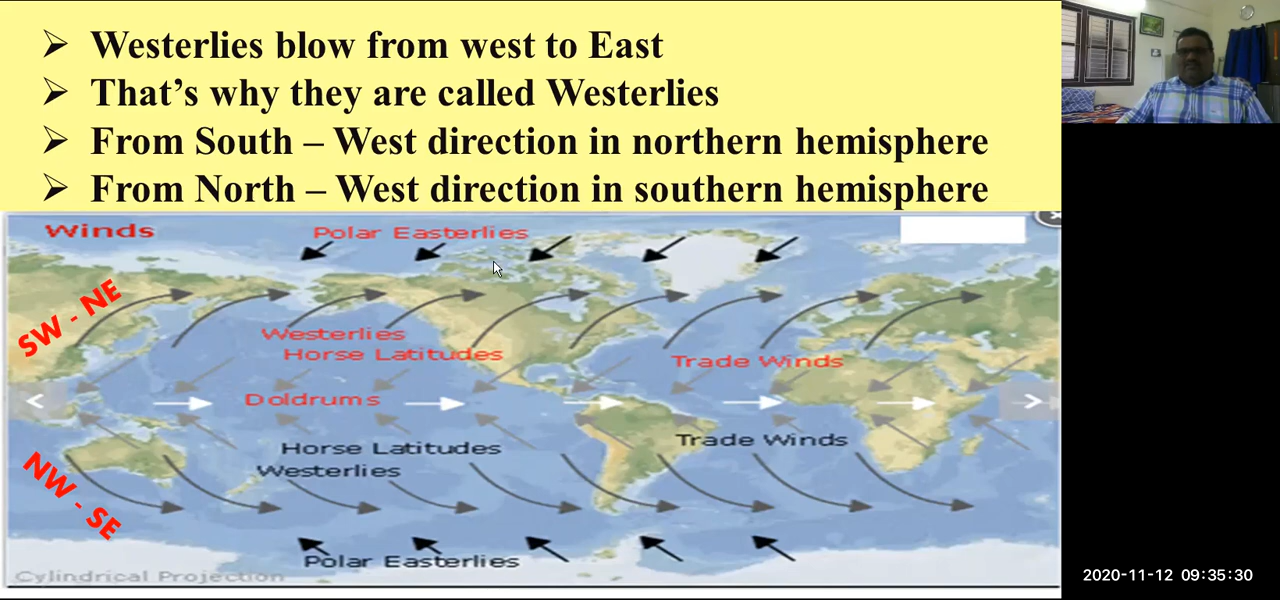 ➢ Westerlies blow from west to East
➢ That's why they are called Westerlies
➢ From South – West direction in northern hemisphere
➢ From North – West direction in southern hemisphere
Winds
Polar Easterlies
SW - NE
Westerlies
Horse Latitudes
Trade Winds
Doldrums
Horse Latitudes
Trade Winds
Westerlies
NW - SE
Polar Easterlies
Cylindrical Projection
2020-11-12 09:35:30